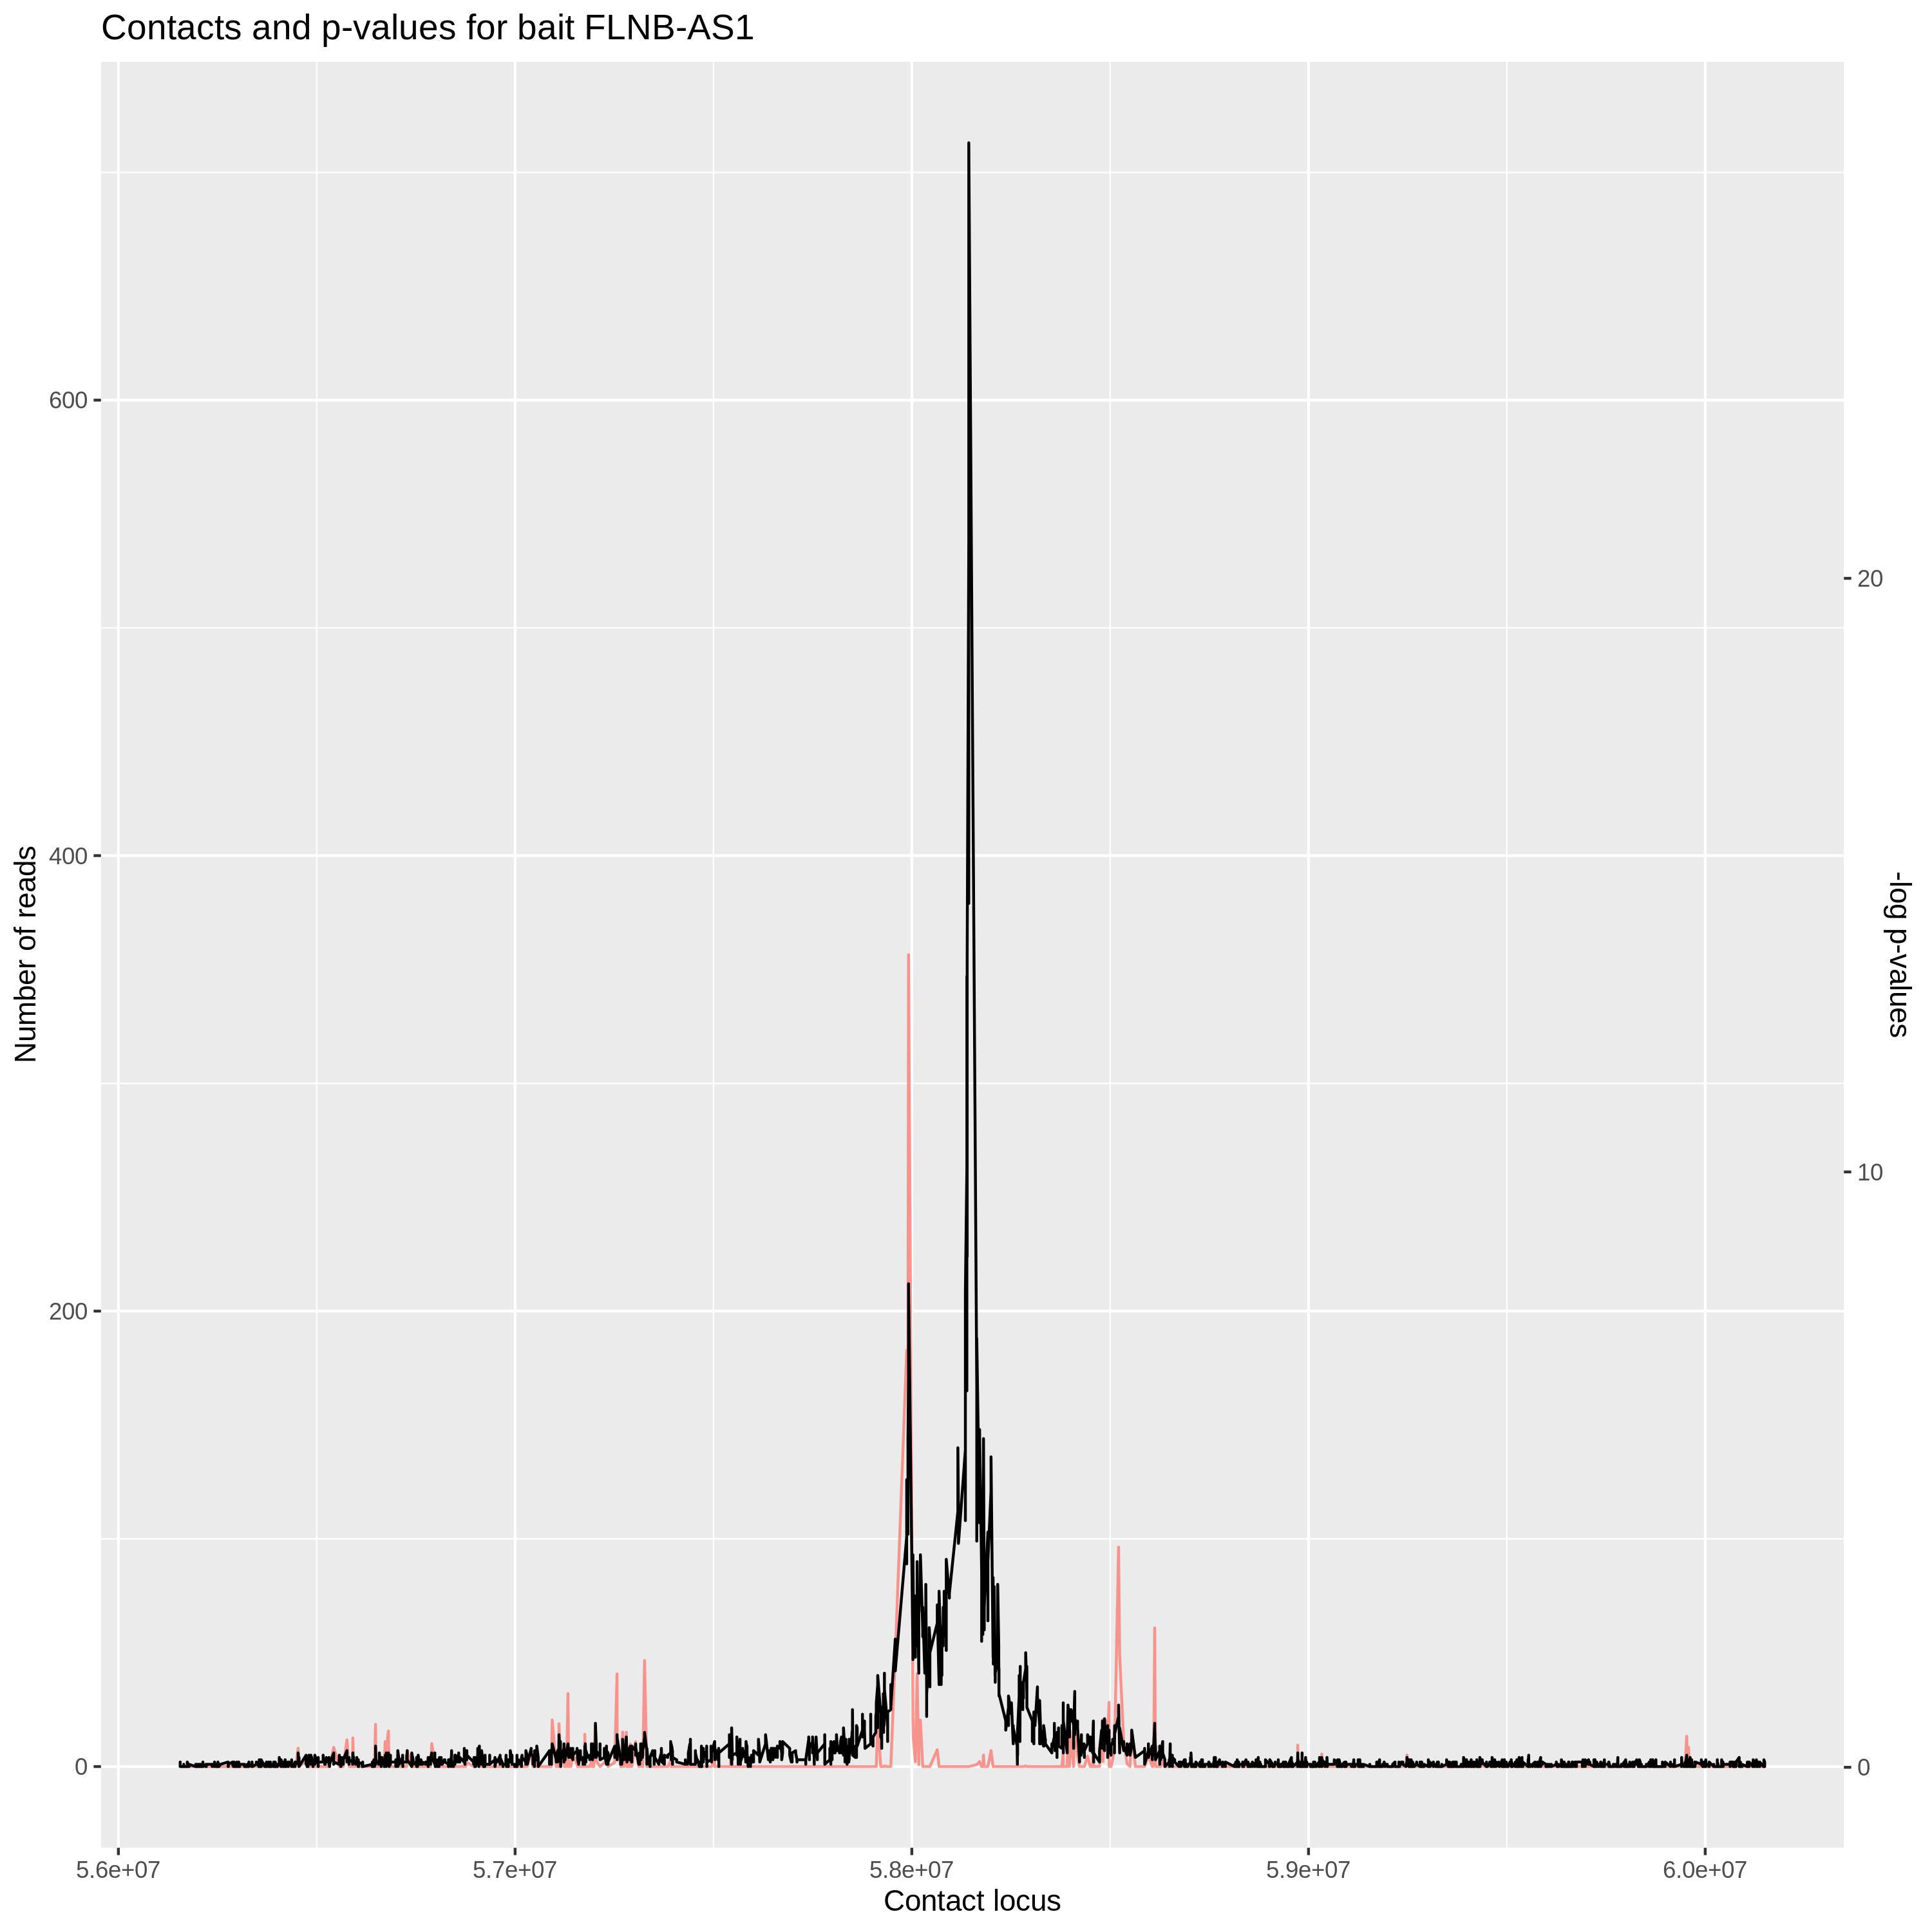 Contacts and p-values for bait FLNB-AS1
Number of reads
600
400
200
0
20
10
0
-log p-values
5.6e+07
5.7e+07
5.8e+07
5.9e+07
6.0e+07
Contact locus